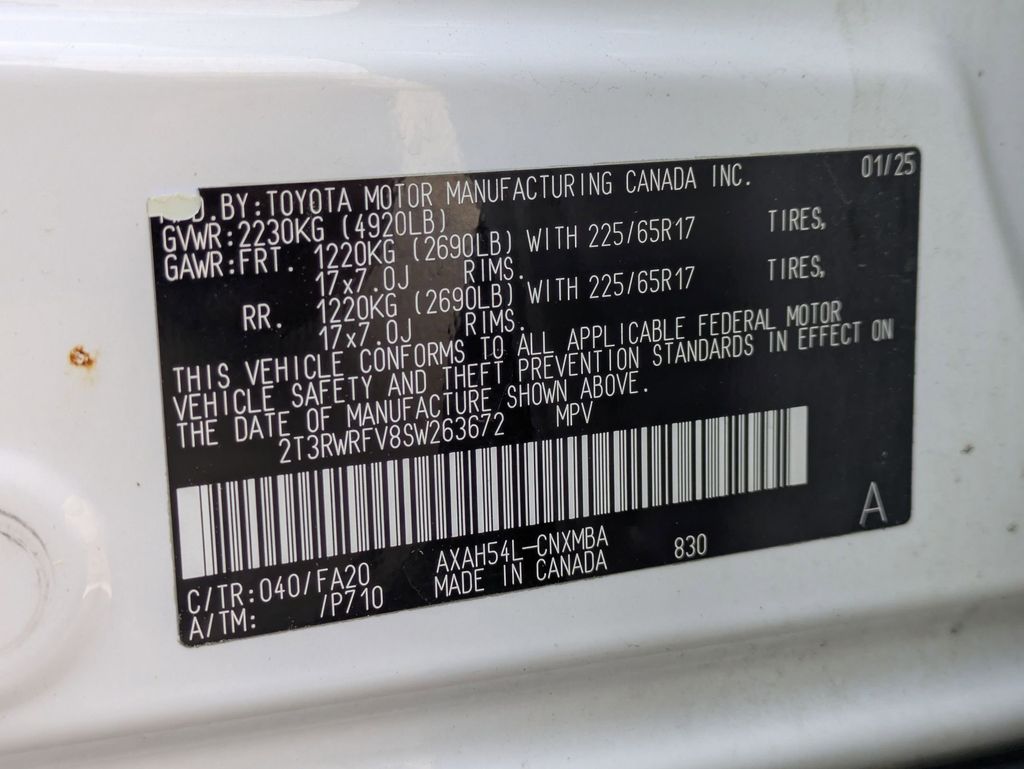 01/25
.BY:TOYOTA MOTOR MANUFACTURING CANADA INC.
GVWR:2230KG (4920LB)
GAWR:FRT. 1220KG (2690LB) WITH 225/65R17 TIRES,
17x7.0J RIMS.
RR. 1220KG (2690LB) WITH 225/65R17 TIRES,
17x7.0J RIMS.
THIS VEHICLE CONFORMS TO ALL APPLICABLE FEDERAL MOTOR
VEHICLE SAFETY AND THEFT PREVENTION STANDARDS IN EFFECT ON
THE DATE OF MANUFACTURE SHOWN ABOVE.
2T3RWRFV8SW263672 MPV
A
C/TR:040/FA20 AXAH54L-CNXMBA 830
A/TM: /P710 MADE IN CANADA